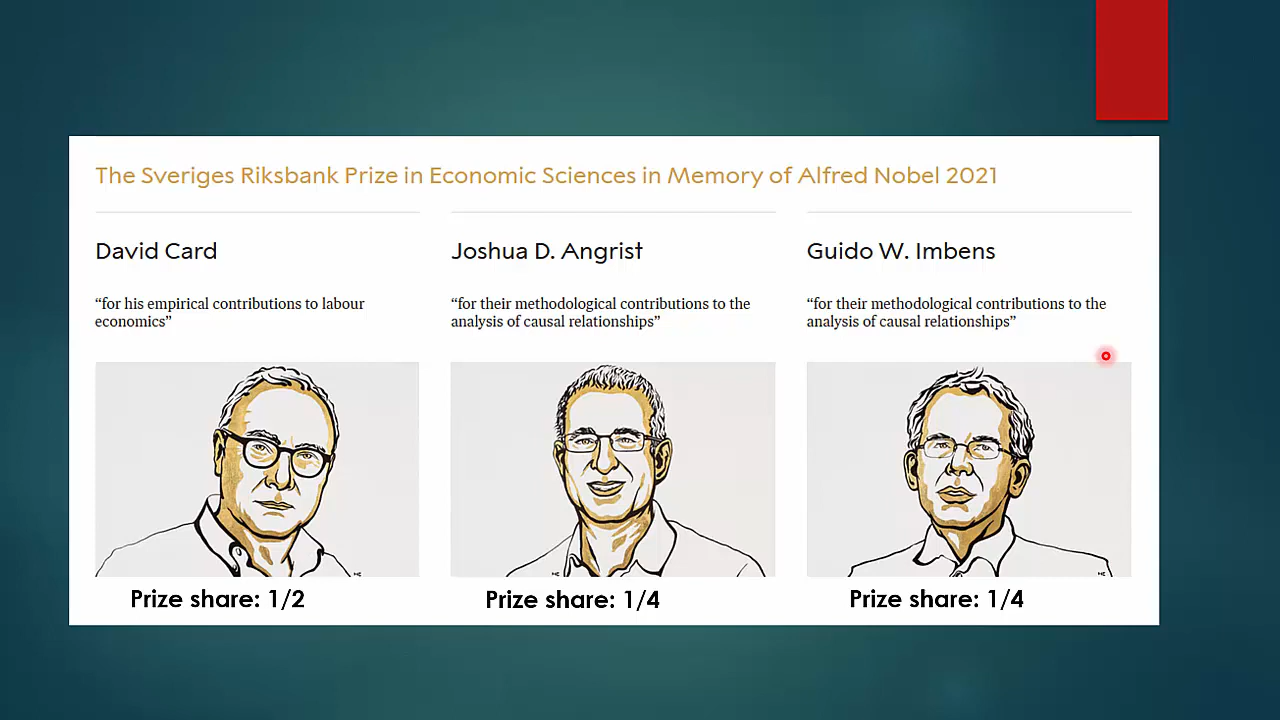 The Sveriges Riksbank Prize in Economic Sciences in Memory of Alfred Nobel 2021
David Card
“for his empirical contributions to labour
economics”
Prize share: 1/2
Joshua D. Angrist
“for their methodological contributions to the
analysis of causal relationships”
Prize share: 1/4
Guido W. Imbens
“for their methodological contributions to the
analysis of causal relationships”
Prize share: 1/4